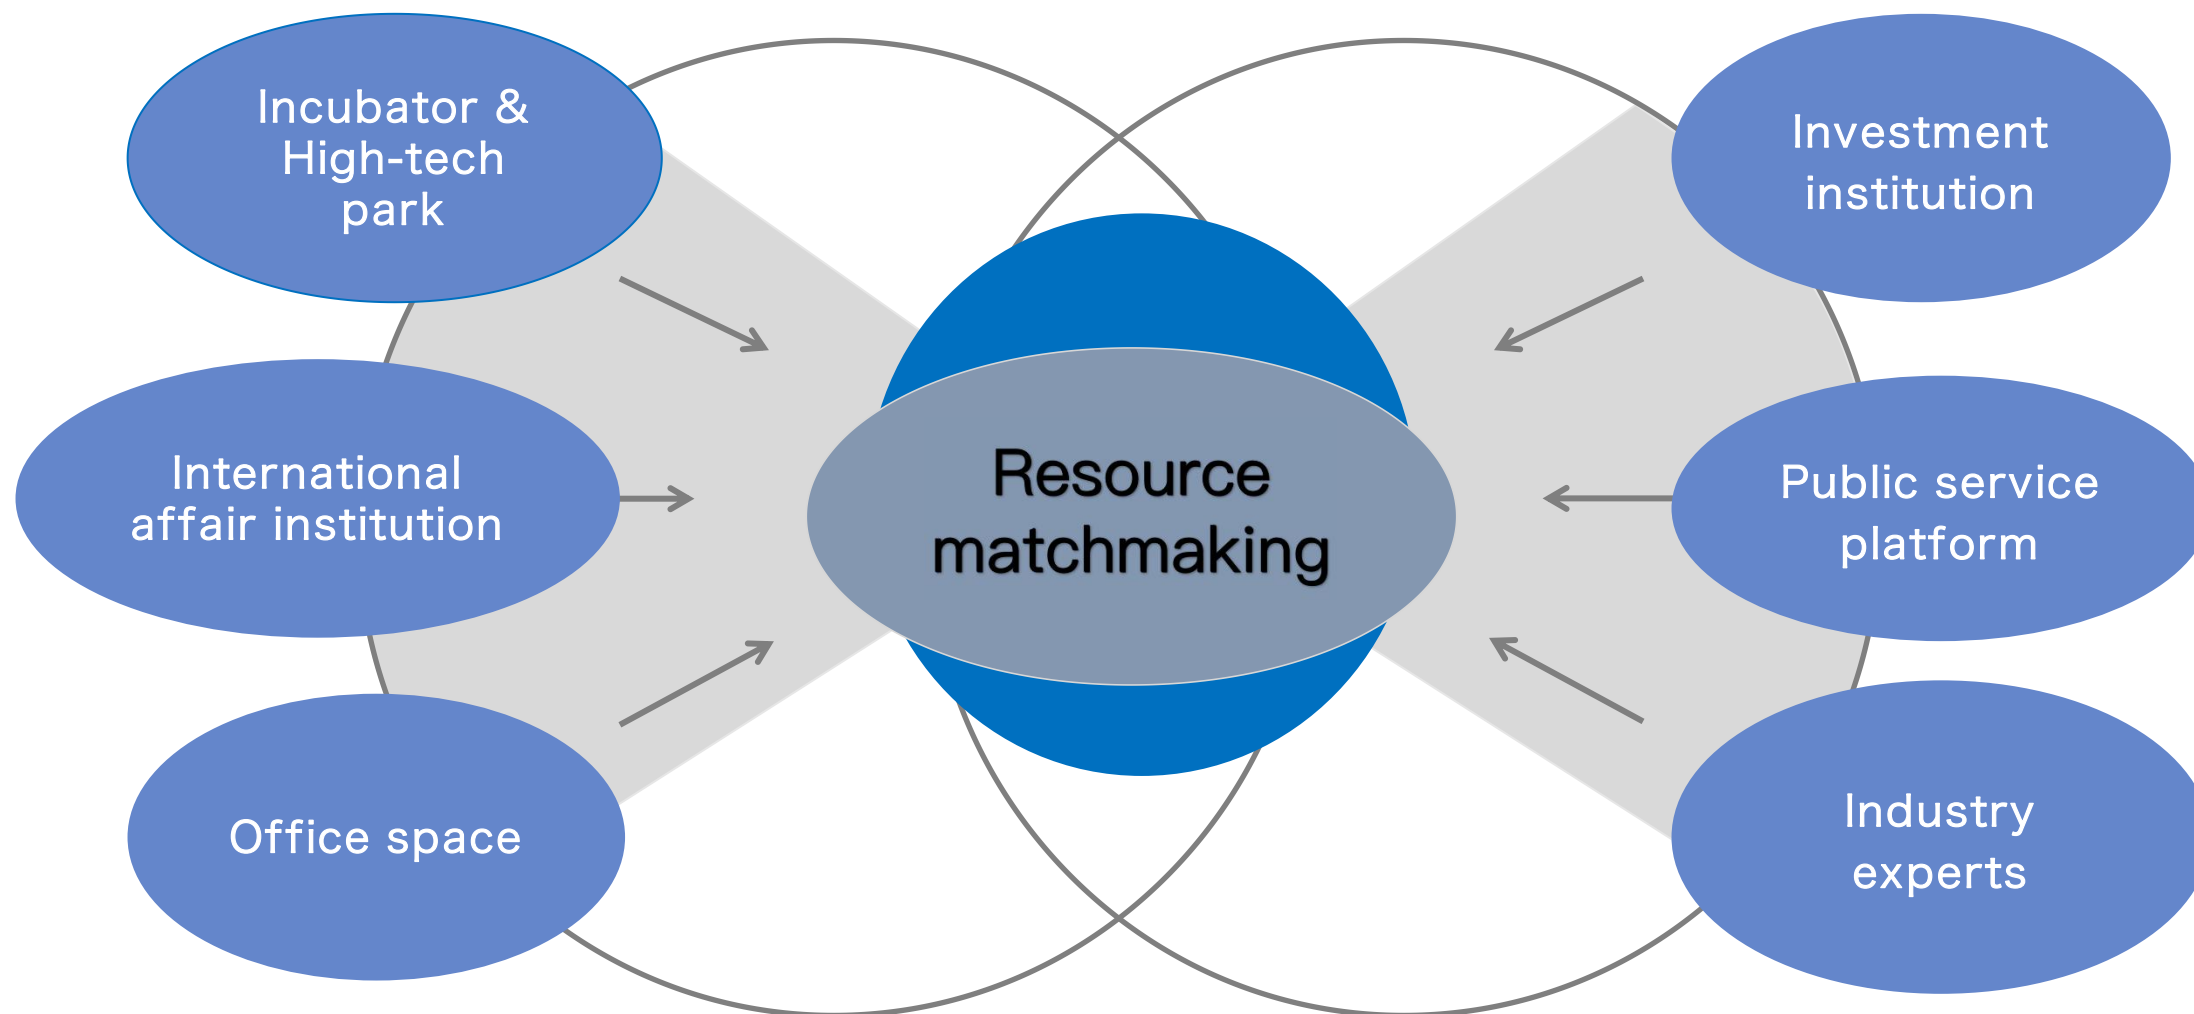 Incubator &
High-tech
park
International
affair institution
Office space
Resource
matchmaking
Investment
institution
Public service
platform
Industry
experts